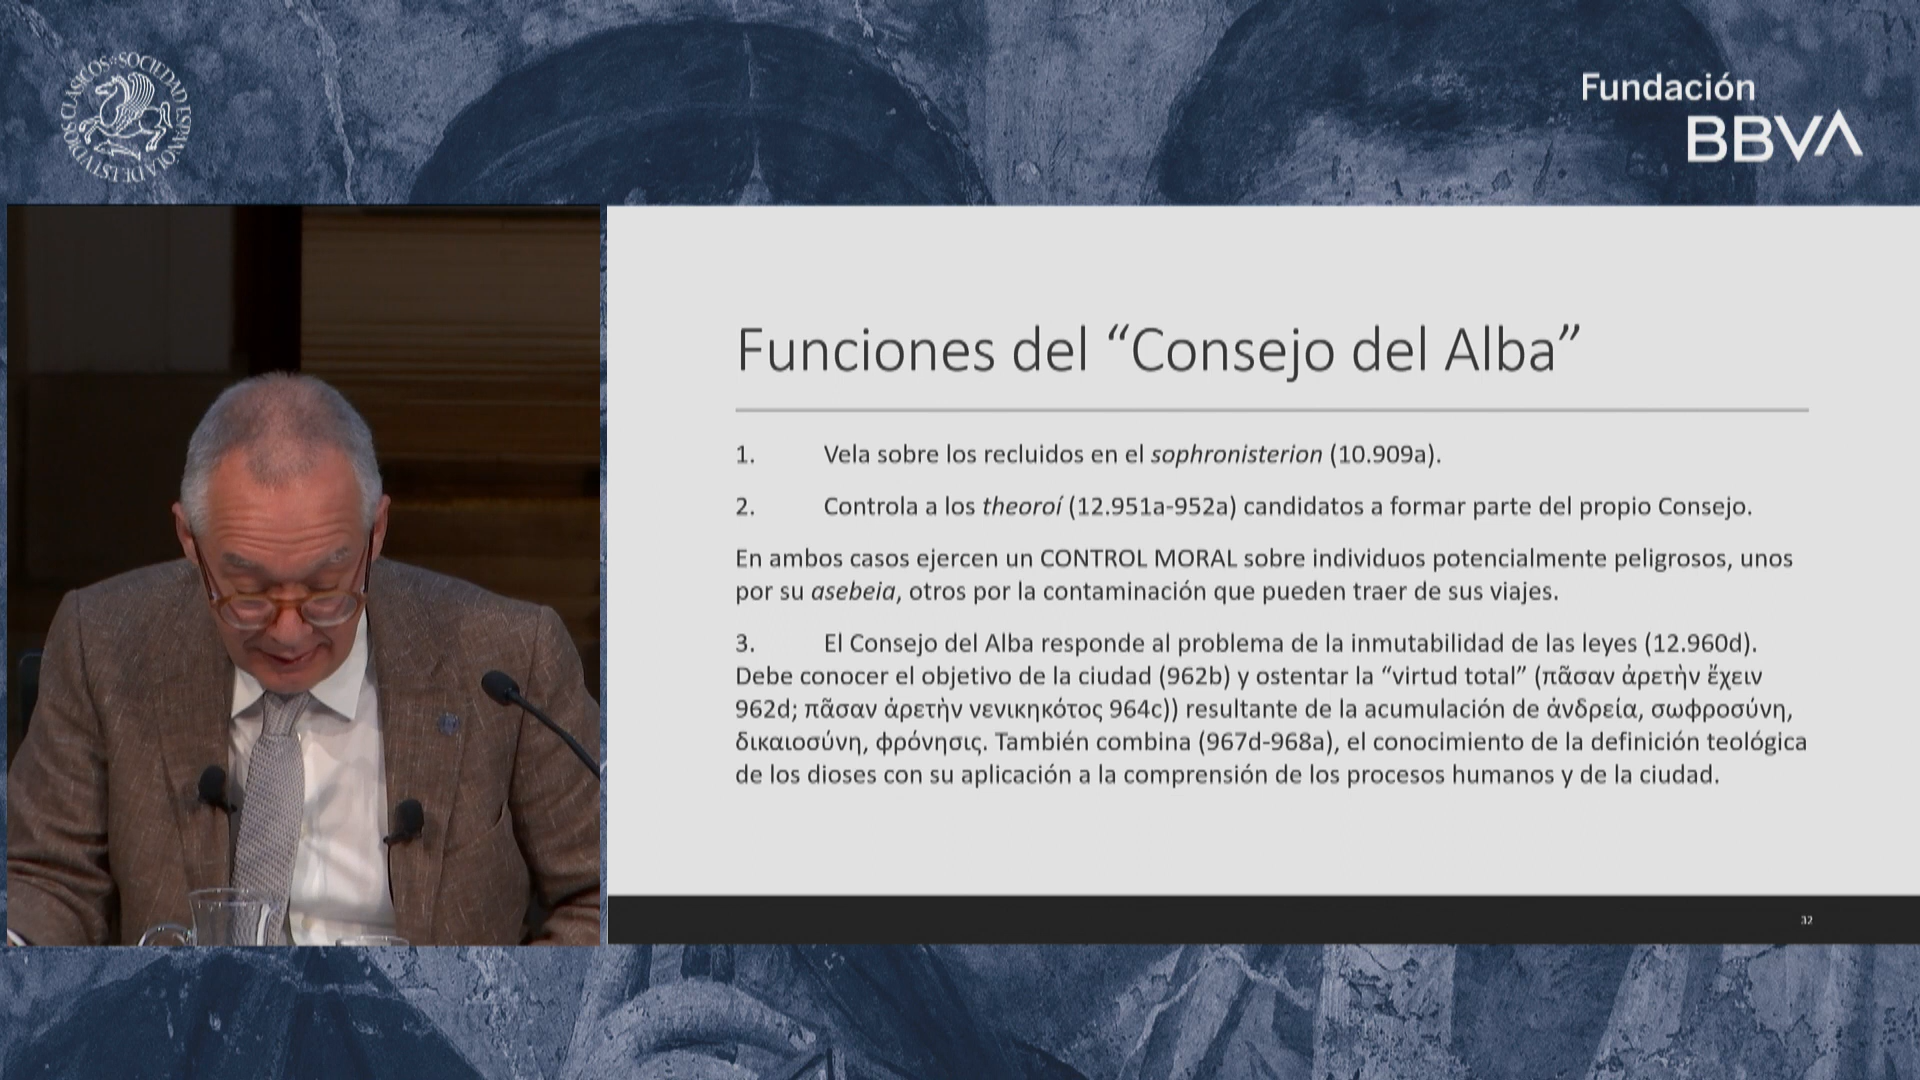 SOCIEDAD ESPAÑOLA DE ESTVDIOS CLASICOS
Fundación
BBVA
Funciones del “Consejo del Alba”
1. Vela sobre los recluidos en el sophronisterion (10.909a).
2. Controla a los theoroí (12.951a-952a) candidatos a formar parte del propio Consejo.
En ambos casos ejercen un CONTROL MORAL sobre individuos potencialmente peligrosos, unos
por su asebeia, otros por la contaminación que pueden traer de sus viajes.
3. El Consejo del Alba responde al problema de la inmutabilidad de las leyes (12.960d).
Debe conocer el objetivo de la ciudad (962b) y ostentar la “virtud total” (πᾶσαν ἀρετὴν ἔχειν
962d; πᾶσαν ἀρετὴν νενικηκότος 964c)) resultante de la acumulación de ἀνδρεία, σωφροσύνη,
δικαιοσύνη, φρόνησις. También combina (967d-968a), el conocimiento de la definición teológica
de los dioses con su aplicación a la comprensión de los procesos humanos y de la ciudad.
32